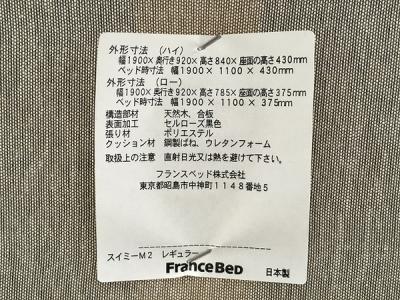 外形寸法 (ハイ)
幅1900×奥行き920×高さ840×座面の高さ430mm
ベッド時寸法 幅1900×1100×430mm
外形寸法 (ロー)
幅1900×奥行き920×高さ785×座面の高さ375mm
ベッド時寸法 幅1900×1100×375mm
構造部材 天然木、合板
表面加工 セルローズ黒色
張り材 ポリエステル
クッション材 鋼製ばね、ウレタンフォーム
取扱上の注意 直射日光又は熱を避けて下さい。
フランスベッド株式会社
東京都昭島市中神町1148番地5
スイミーM2 レギュラー
FranceBeD 日本製